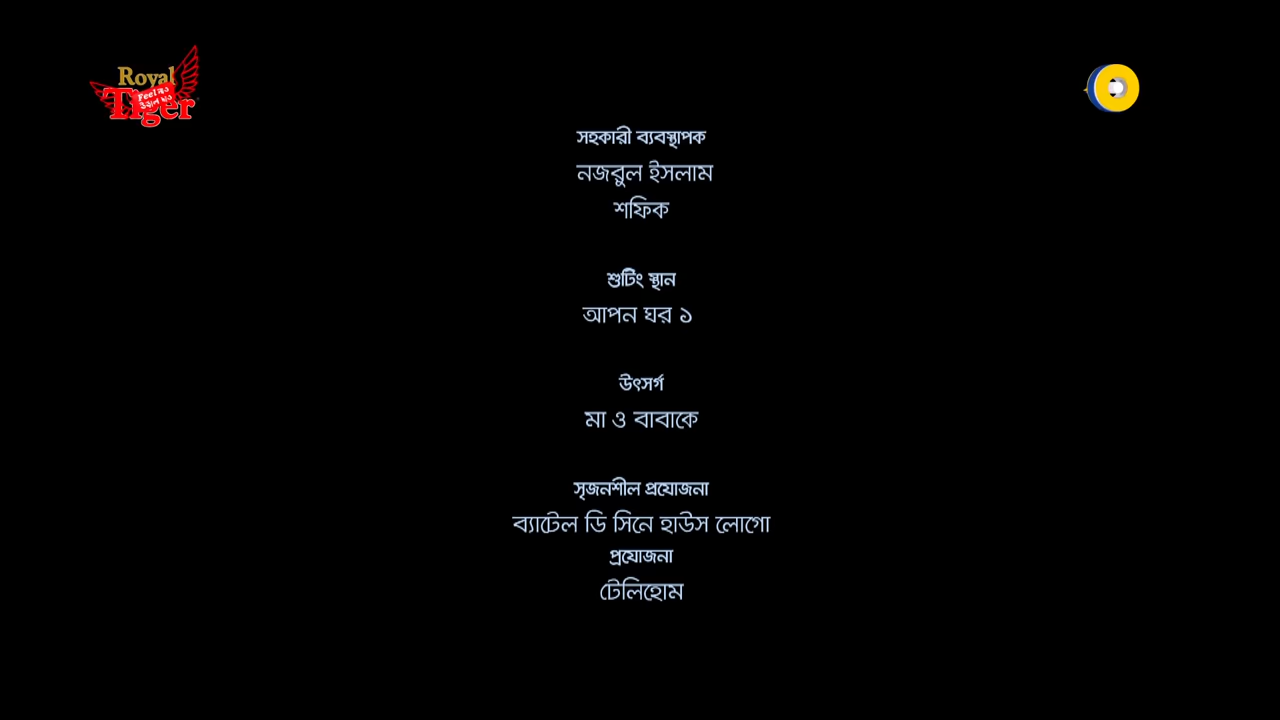 Royal
Tiger
সহকারী ব্যবস্থাপক
নজরুল ইসলাম
শফিক
শুটিং স্থান
আপন ঘর ১
উৎসর্গ
মা ও বাবাকে
সৃজনশীল প্রযোজনা
ব্যাটেল ডি সিনে হাউস লোগো
প্রযোজনা
টেলিহোম